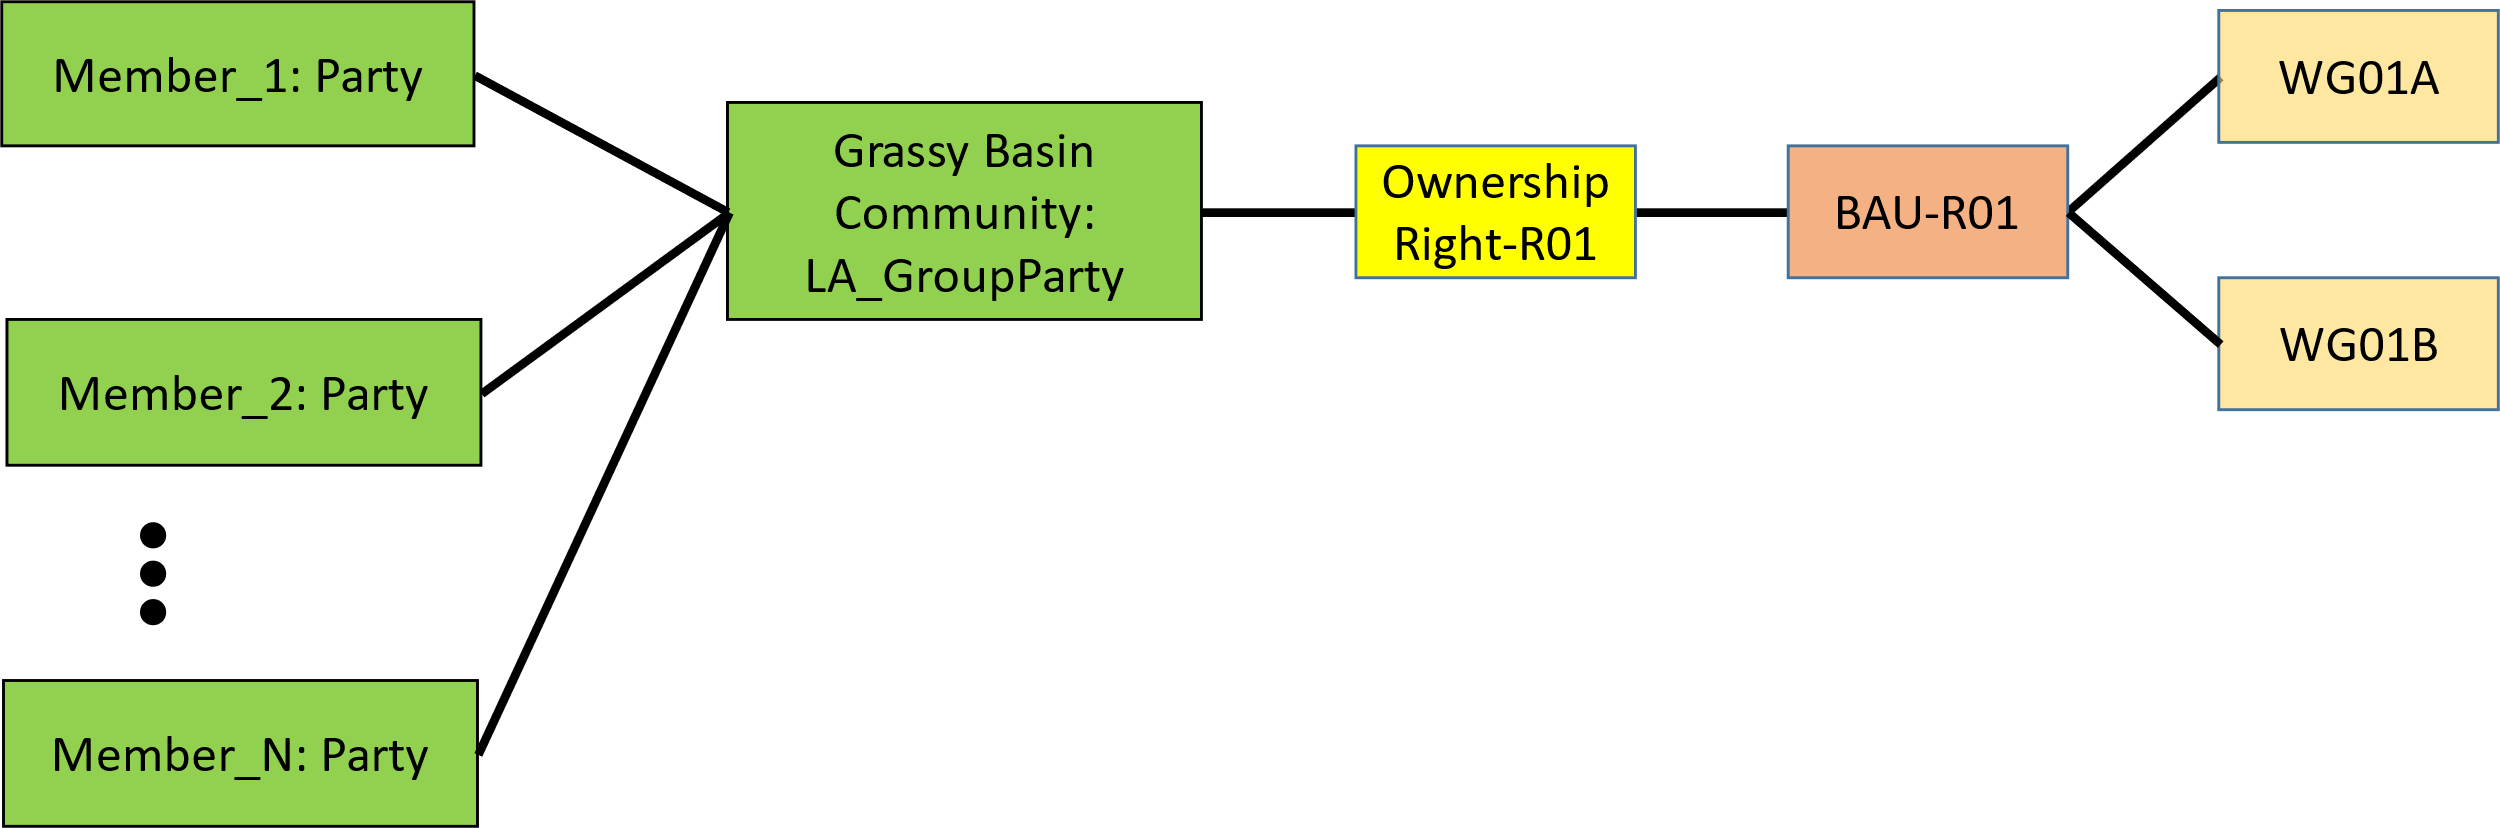 Member_1: Party
Member_2: Party
Member_N: Party
Grassy Basin
Community:
LA_GroupParty
Ownership
Right-R01
BAU-R01
WG01A
WG01B